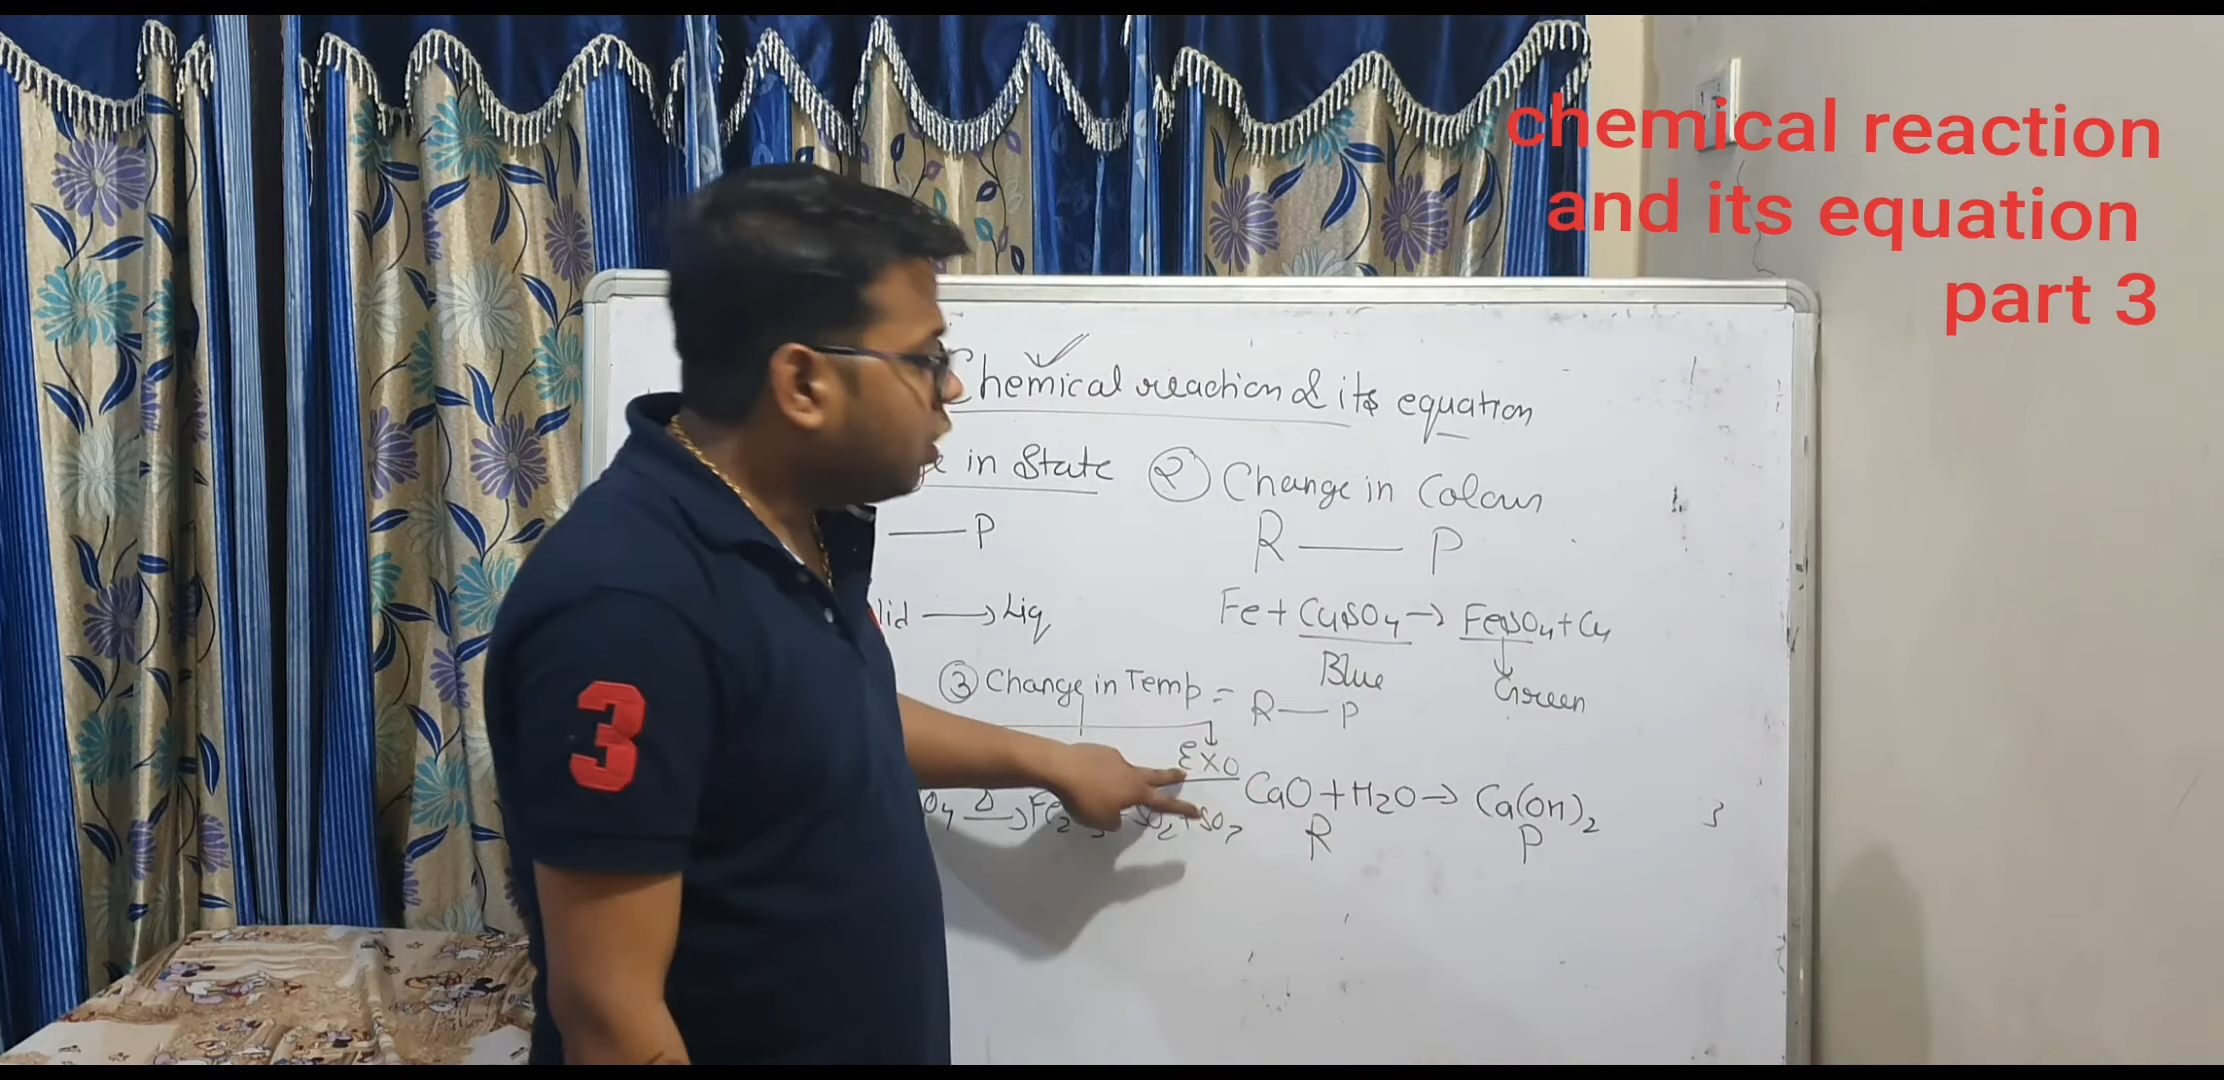 chemical reaction
and its equation
part 3
Chemical reaction & its equation
in State
② Change in Colour
P
R — P
→ Liq
Fe + CuSO4 → FeSO4 + Cu
Blue
Green
③ Change in Temp =
R — P
EXO
CaO + H2O → Ca(OH)2
R
P
3